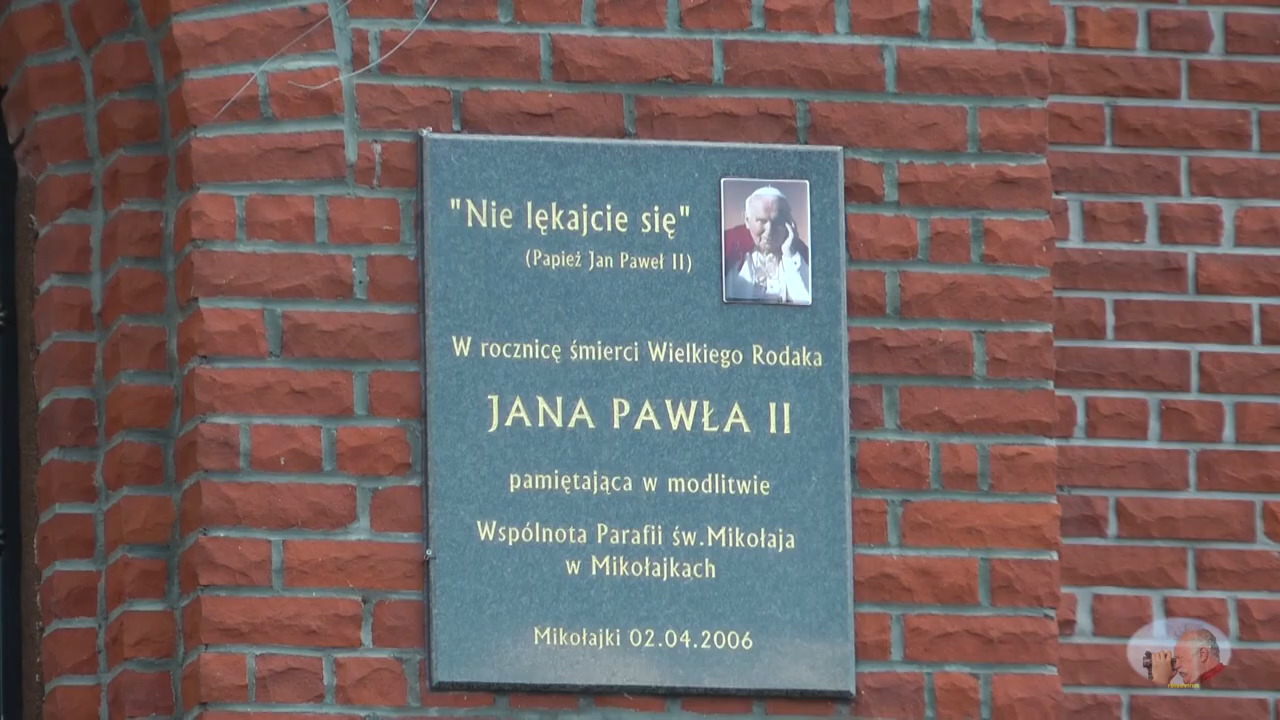 "Nie lękajcie się"
(Papież Jan Paweł II)
W rocznicę śmierci Wielkiego Rodaka
JANA PAWŁA II
pamiętająca w modlitwie
Wspólnota Parafii św.Mikołaja
w Mikołajkach
Mikołajki 02.04.2006